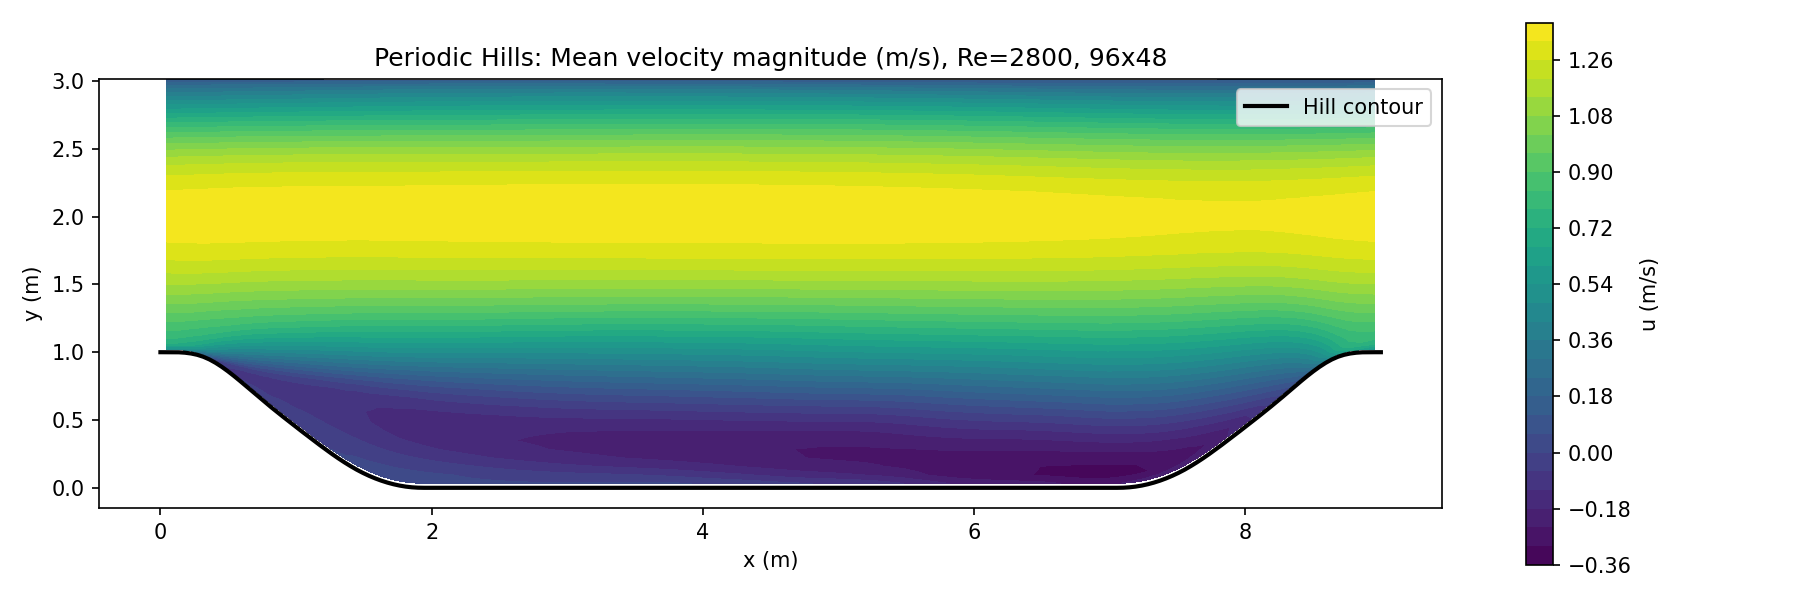 Periodic Hills: Mean velocity magnitude (m/s), Re=2800, 96x48
Hill contour
y (m)
3.0
2.5
2.0
1.5
1.0
0.5
0.0
0 2 4 6 8
x (m)
1.26
1.08
0.90
0.72
0.54
0.36
0.18
0.00
−0.18
−0.36
u (m/s)